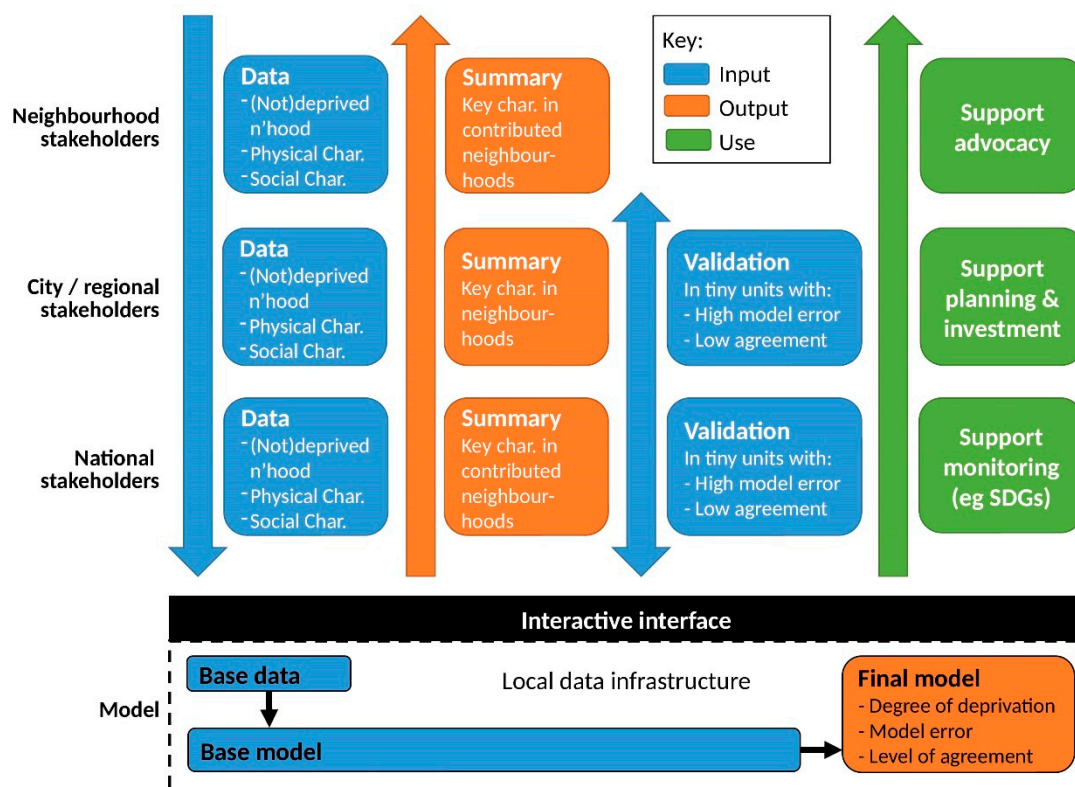 Key:
Input
Output
Use
Neighbourhood
stakeholders
Data
-(Not)deprived
n'hood
-Physical Char.
-Social Char.
Summary
Key char. in
contributed
neighbour-
hoods
Support
advocacy
City / regional
stakeholders
Data
-(Not)deprived
n'hood
-Physical Char.
-Social Char.
Summary
Key char. in
neighbour-
hoods
Validation
In tiny units with:
- High model error
- Low agreement
Support
planning &
investment
National
stakeholders
Data
-(Not)deprived
n'hood
-Physical Char.
-Social Char.
Summary
Key char. in
contributed
neighbour-
hoods
Validation
In tiny units with:
- High model error
- Low agreement
Support
monitoring
(eg SDGs)
Interactive interface
Model
Base data
Local data infrastructure
Base model
Final model
- Degree of deprivation
- Model error
- Level of agreement